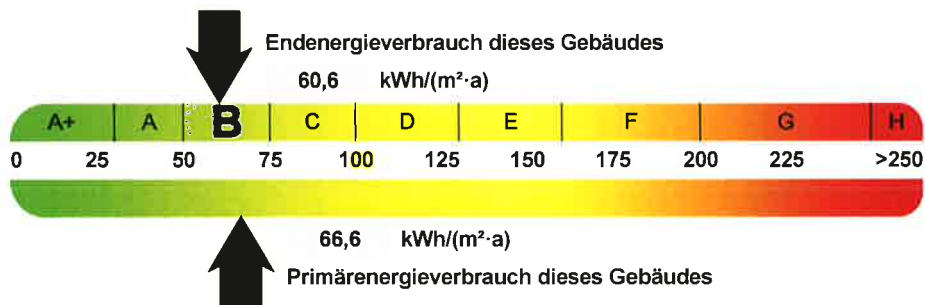 Endenergieverbrauch dieses Gebäudes
60,6 kWh/(m²·a)
A+ A B C D E F G H
0 25 50 75 100 125 150 175 200 225 >250
66,6 kWh/(m²·a)
Primärenergieverbrauch dieses Gebäudes